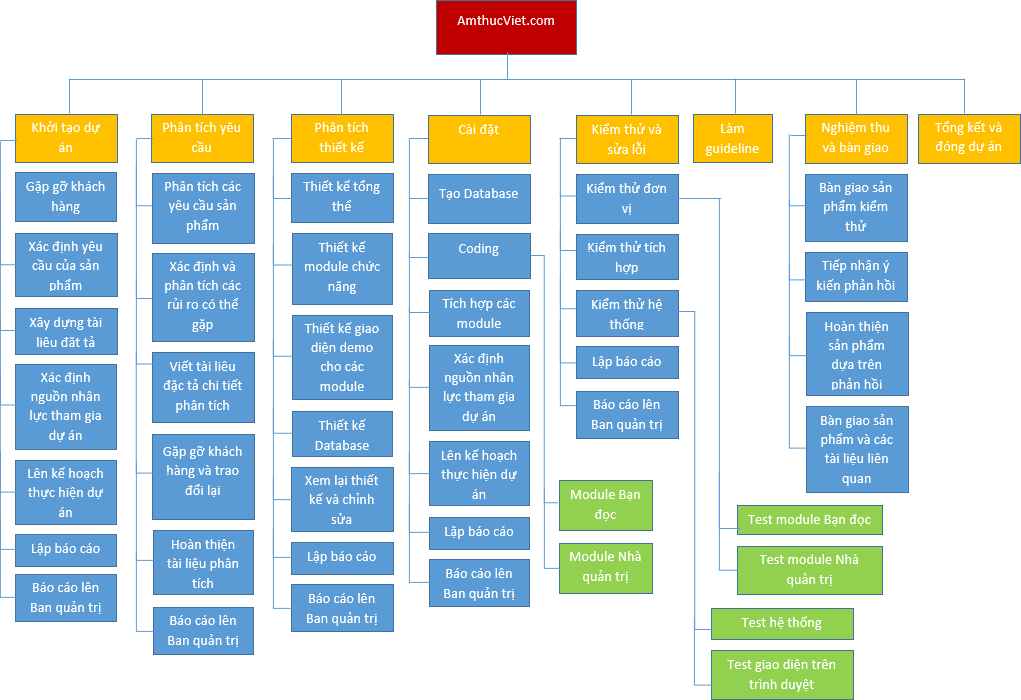 AmthucViet.com
Khởi tạo dự
án
Gặp gỡ khách
hàng
Xác định yêu
cầu của sản
phẩm
Xây dựng tài
liêu đặt tả
Xác định
nguồn nhân
lực tham gia
dự án
Lên kế hoạch
thực hiện dự
án
Lập báo cáo
Báo cáo lên
Ban quản trị
Phân tích yêu
cầu
Phân tích các
yêu cầu sản
phẩm
Xác định và
phân tích các
rủi ro có thể
gặp
Viết tài liệu
đặc tả chi tiết
phân tích
Gặp gỡ khách
hàng và trao
đổi lại
Hoàn thiện
tài liệu phân
tích
Báo cáo lên
Ban quản trị
Phân tích
thiết kế
Thiết kế tổng
thể
Thiết kế
module chức
năng
Thiết kế giao
diện demo
cho các
module
Thiết kế
Database
Xem lại thiết
kế và chỉnh
sửa
Lập báo cáo
Báo cáo lên
Ban quản trị
Cài đặt
Tạo Database
Coding
Tích hợp các
module
Xác định
nguồn nhân
lực tham gia
dự án
Lên kế hoạch
thực hiện dự
án
Lập báo cáo
Báo cáo lên
Ban quản trị
Module Bạn
đọc
Module Nhà
quản trị
Kiểm thử và
sửa lỗi
Kiểm thử đơn
vị
Kiểm thử tích
hợp
Kiểm thử hệ
thống
Lập báo cáo
Báo cáo lên
Ban quản trị
Test module Bạn đọc
Test module Nhà
quản trị
Test hệ thống
Test giao diện trên
trình duyệt
Làm
guideline
Nghiệm thu
và bàn giao
Bàn giao sản
phẩm kiểm
thử
Tiếp nhận ý
kiến phản hồi
Hoàn thiện
sản phẩm
dựa trên
phản hồi
Bàn giao sản
phẩm và các
tài liệu liên
quan
Tổng kết và
đóng dự án